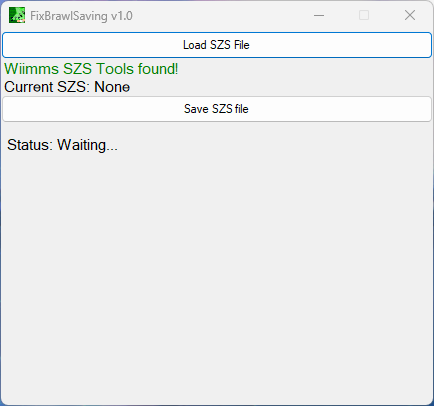 FixBrawlSaving v1.0
Load SZS File
Wiimms SZS Tools found!
Current SZS: None
Save SZS file
Status: Waiting...